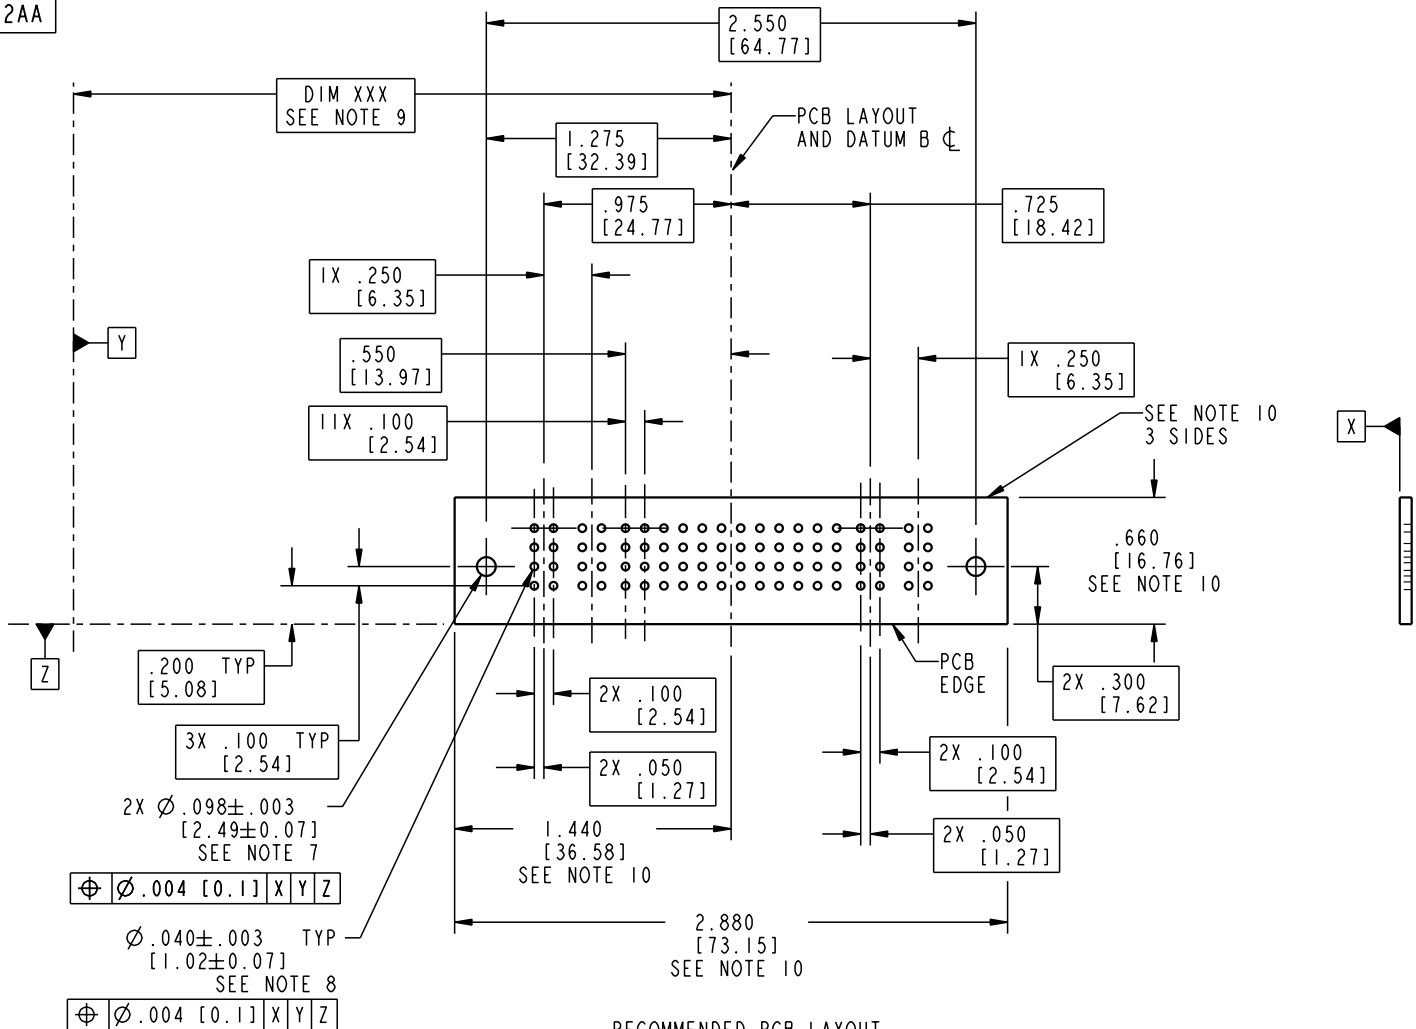 2AA
2.550
[64.77]
DIM XXX
SEE NOTE 9
PCB LAYOUT
AND DATUM B ℄
1.275
[32.39]
.975
[24.77]
.725
[18.42]
1X .250
[6.35]
Y
.550
[13.97]
1X .250
[6.35]
11X .100
[2.54]
SEE NOTE 10
3 SIDES
X
.660
[16.76]
SEE NOTE 10
Z
.200 TYP
[5.08]
PCB
EDGE
2X .300
[7.62]
2X .100
[2.54]
3X .100 TYP
[2.54]
2X .100
[2.54]
2X .050
[1.27]
2X Ø.098±.003
[2.49±0.07]
SEE NOTE 7
1.440
[36.58]
SEE NOTE 10
2X .050
[1.27]
⌖ Ø.004 [0.1] X Y Z
2.880
[73.15]
SEE NOTE 10
Ø.040±.003 TYP
[1.02±0.07]
SEE NOTE 8
⌖ Ø.004 [0.1] X Y Z
RECOMMENDED PCB LAYOUT